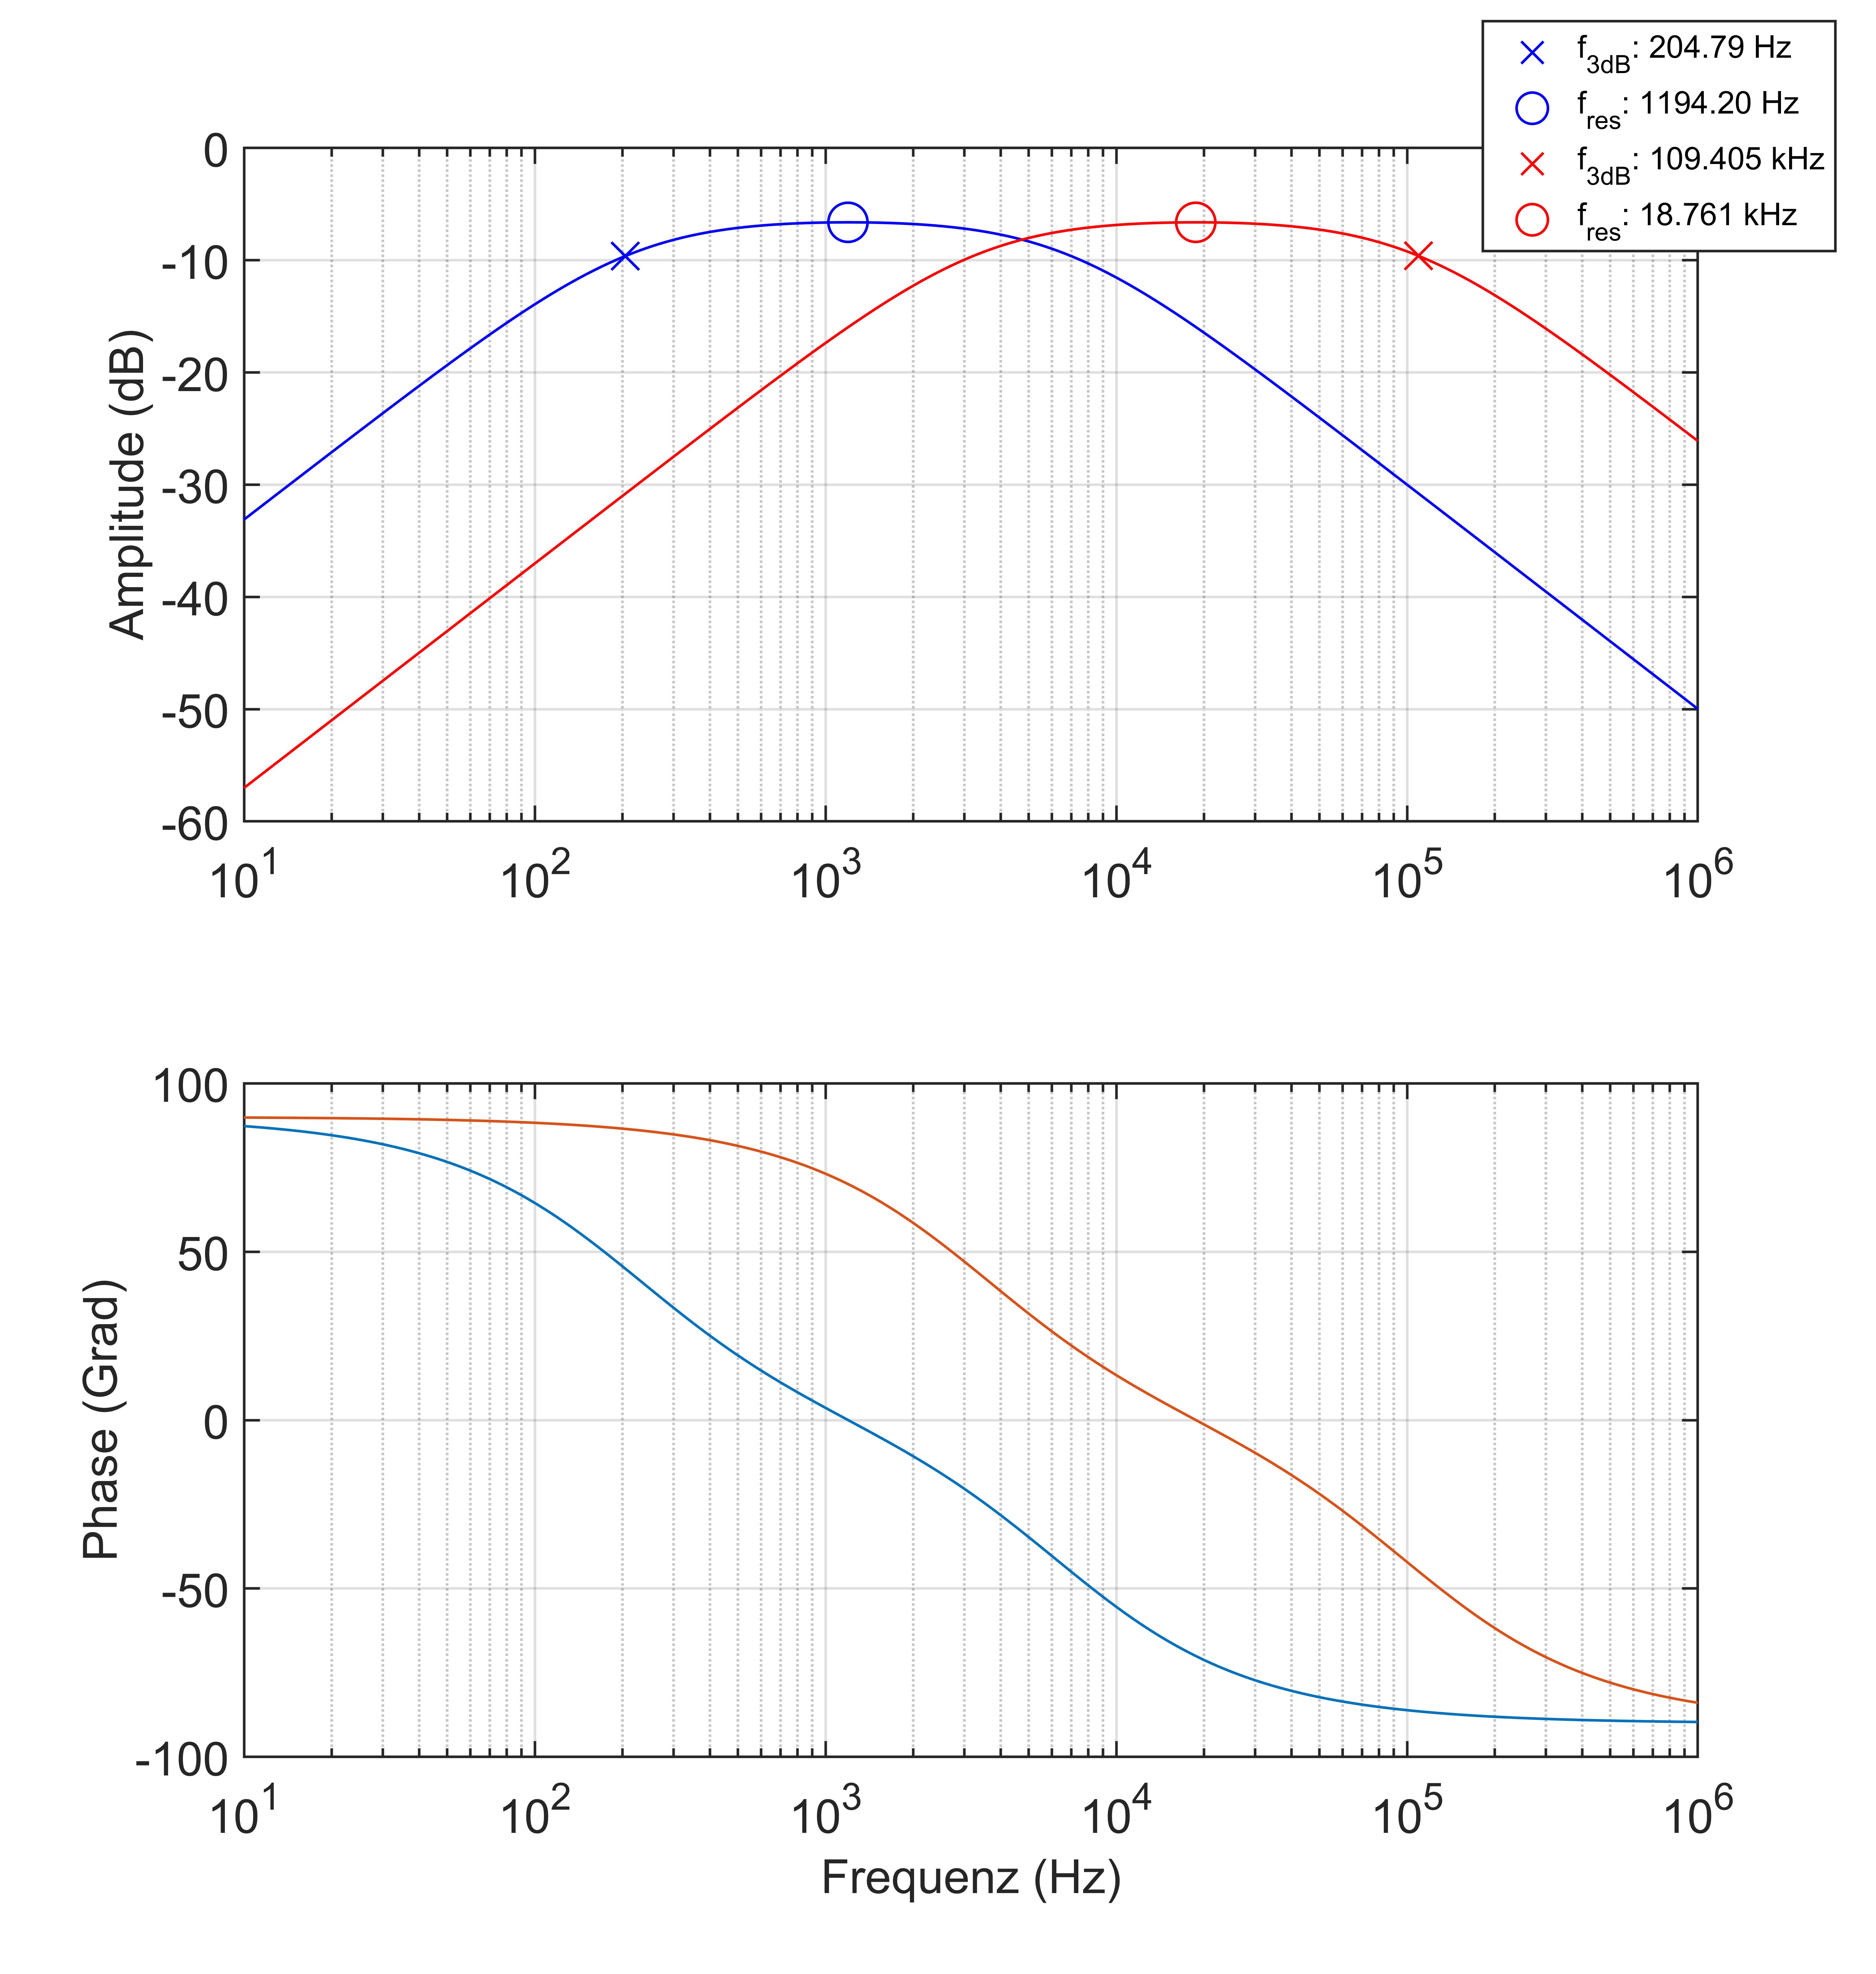 f3dB: 204.79 Hz
fres: 1194.20 Hz
f3dB: 109.405 kHz
fres: 18.761 kHz
Amplitude (dB)
0
-10
-20
-30
-40
-50
-60
10^1 10^2 10^3 10^4 10^5 10^6
Phase (Grad)
100
50
0
-50
-100
10^1 10^2 10^3 10^4 10^5 10^6
Frequenz (Hz)